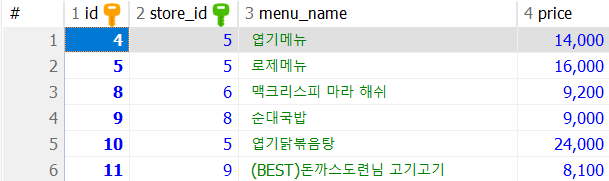 # 1 id 2 store_id 3 menu_name 4 price
1 4 5 엽기메뉴 14,000
2 5 5 로제메뉴 16,000
3 8 6 맥크리스피 마라 해쉬 9,200
4 9 8 순대국밥 9,000
5 10 5 엽기닭볶음탕 24,000
6 11 9 (BEST)돈까스도련님 고기고기 8,100